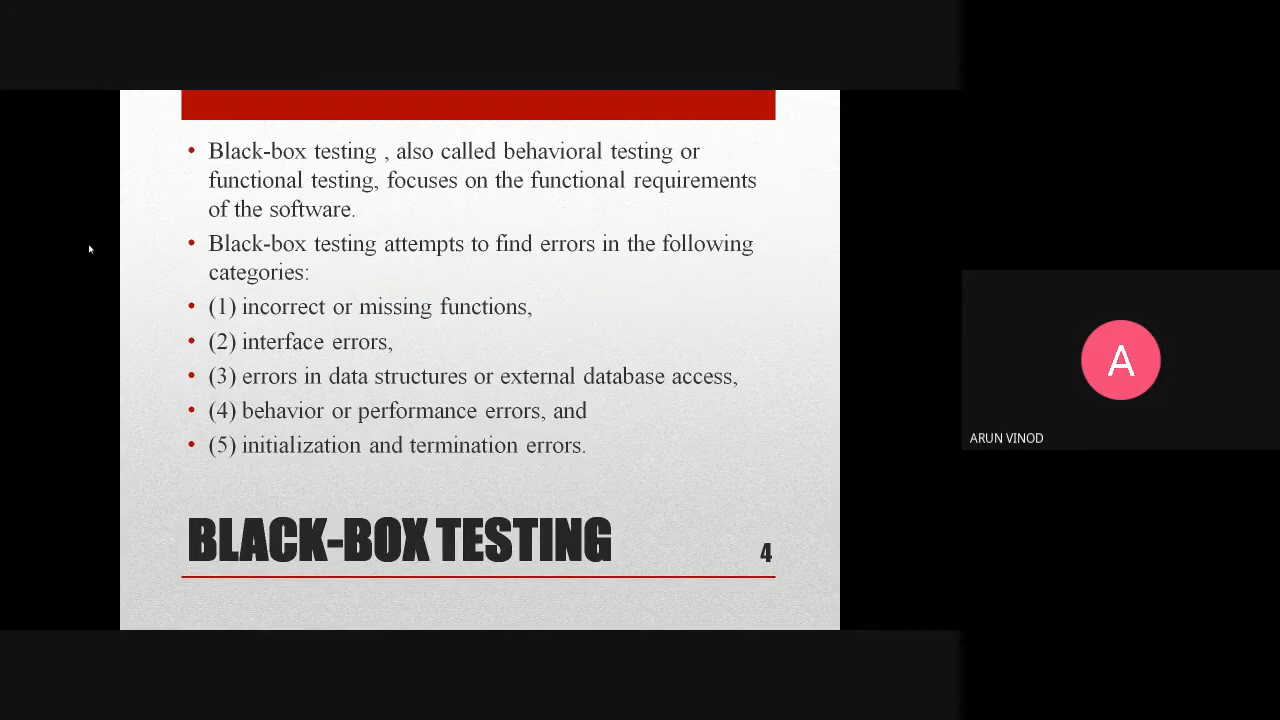 • Black-box testing , also called behavioral testing or
functional testing, focuses on the functional requirements
of the software.
• Black-box testing attempts to find errors in the following
categories:
• (1) incorrect or missing functions,
• (2) interface errors,
• (3) errors in data structures or external database access,
• (4) behavior or performance errors, and
• (5) initialization and termination errors.
BLACK-BOX TESTING
4
A
ARUN VINOD